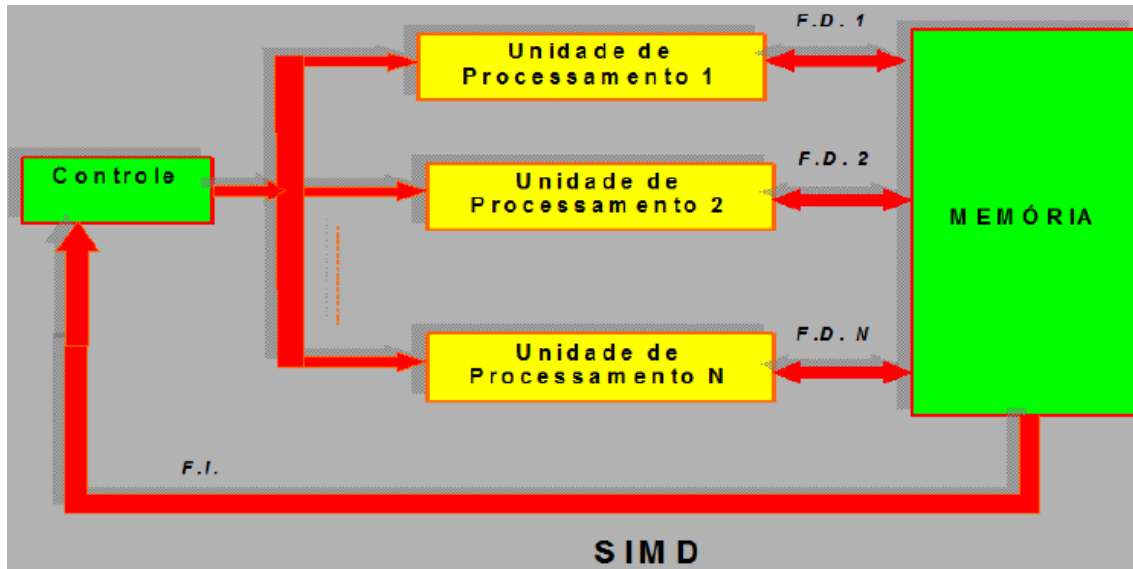 F.D. 1
Unidade de
Processamento 1
Controle
F.D. 2
Unidade de
Processamento 2
MEMÓRIA
F.D. N
Unidade de
Processamento N
F.I.
SIMD